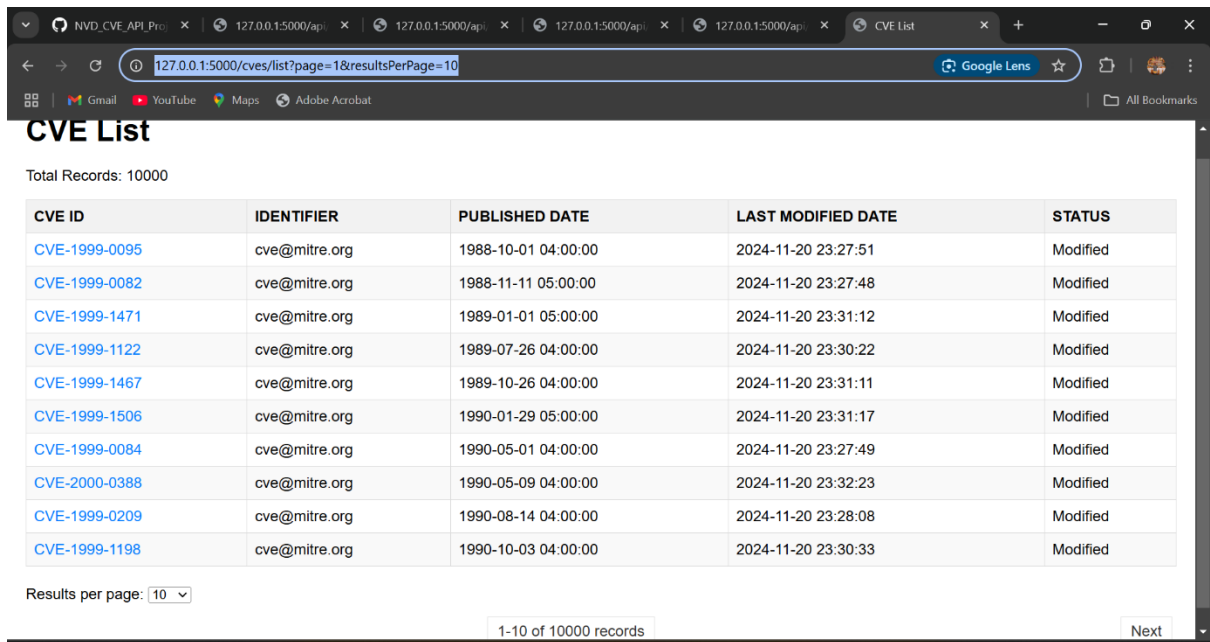 NVD_CVE_API_Pro 127.0.0.1:5000/api 127.0.0.1:5000/api 127.0.0.1:5000/api 127.0.0.1:5000/api CVE List
127.0.0.1:5000/cves/list?page=1&resultsPerPage=10 Google Lens
Gmail YouTube Maps Adobe Acrobat All Bookmarks
CVE List
Total Records: 10000
CVE ID IDENTIFIER PUBLISHED DATE LAST MODIFIED DATE STATUS
CVE-1999-0095 cve@mitre.org 1988-10-01 04:00:00 2024-11-20 23:27:51 Modified
CVE-1999-0082 cve@mitre.org 1988-11-11 05:00:00 2024-11-20 23:27:48 Modified
CVE-1999-1471 cve@mitre.org 1989-01-01 05:00:00 2024-11-20 23:31:12 Modified
CVE-1999-1122 cve@mitre.org 1989-07-26 04:00:00 2024-11-20 23:30:22 Modified
CVE-1999-1467 cve@mitre.org 1989-10-26 04:00:00 2024-11-20 23:31:11 Modified
CVE-1999-1506 cve@mitre.org 1990-01-29 05:00:00 2024-11-20 23:31:17 Modified
CVE-1999-0084 cve@mitre.org 1990-05-01 04:00:00 2024-11-20 23:27:49 Modified
CVE-2000-0388 cve@mitre.org 1990-05-09 04:00:00 2024-11-20 23:32:23 Modified
CVE-1999-0209 cve@mitre.org 1990-08-14 04:00:00 2024-11-20 23:28:08 Modified
CVE-1999-1198 cve@mitre.org 1990-10-03 04:00:00 2024-11-20 23:30:33 Modified
Results per page: 10
1-10 of 10000 records Next